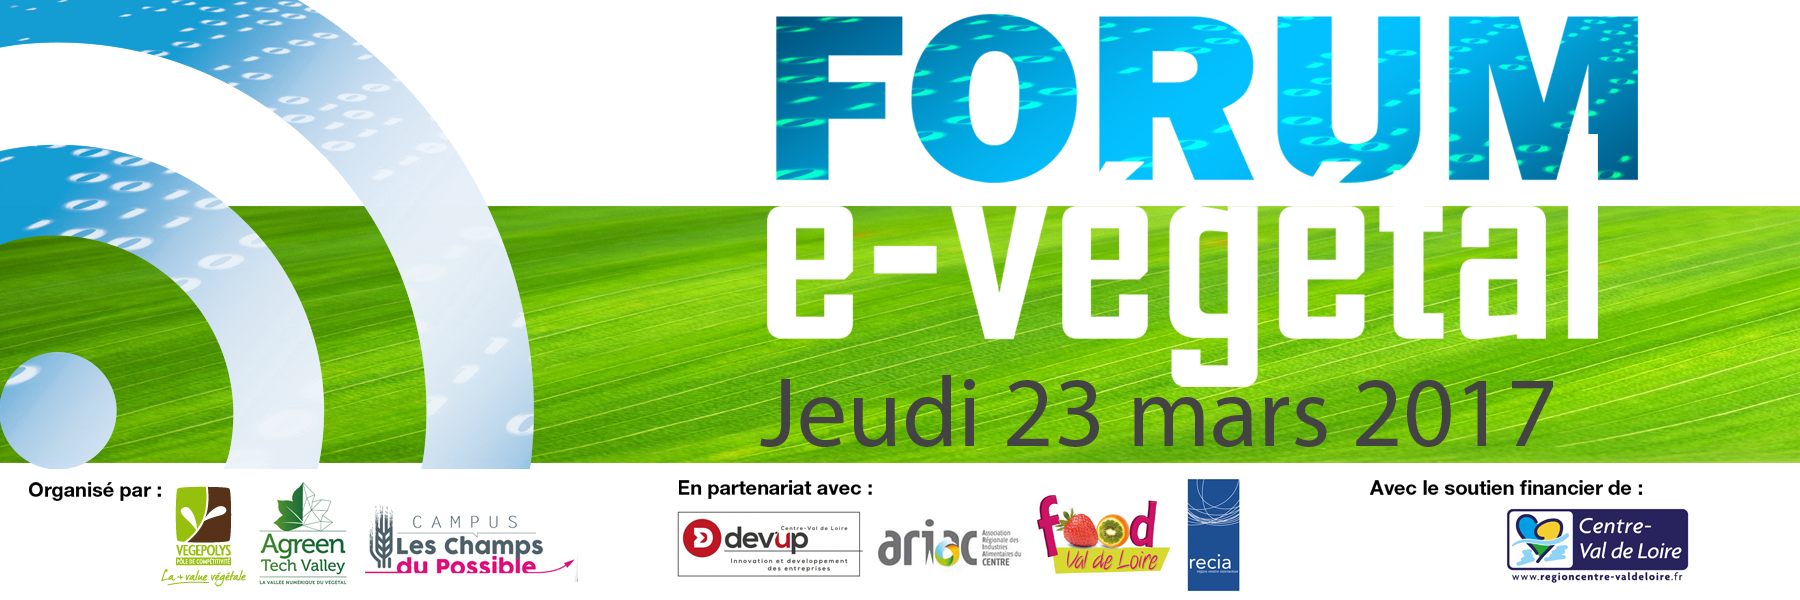 FORUM
e-végétal
Jeudi 23 mars 2017
Organisé par :
VEGEPOLYS
PÔLE DE COMPÉTITIVITÉ
La + value végétale
Agreen
Tech Valley
LA VALLÉE NUMÉRIQUE DU VÉGÉTAL
CAMPUS
Les Champs
du Possible
En partenariat avec :
Centre-Val de Loire
devup
Innovation et developpement
des entreprises
ariac
Association
Régionale des
Industries
Alimentaires du
CENTRE
food
Val de Loire
recia
Avec le soutien financier de :
Centre-
Val de Loire
www.regioncentre-valdeloire.fr